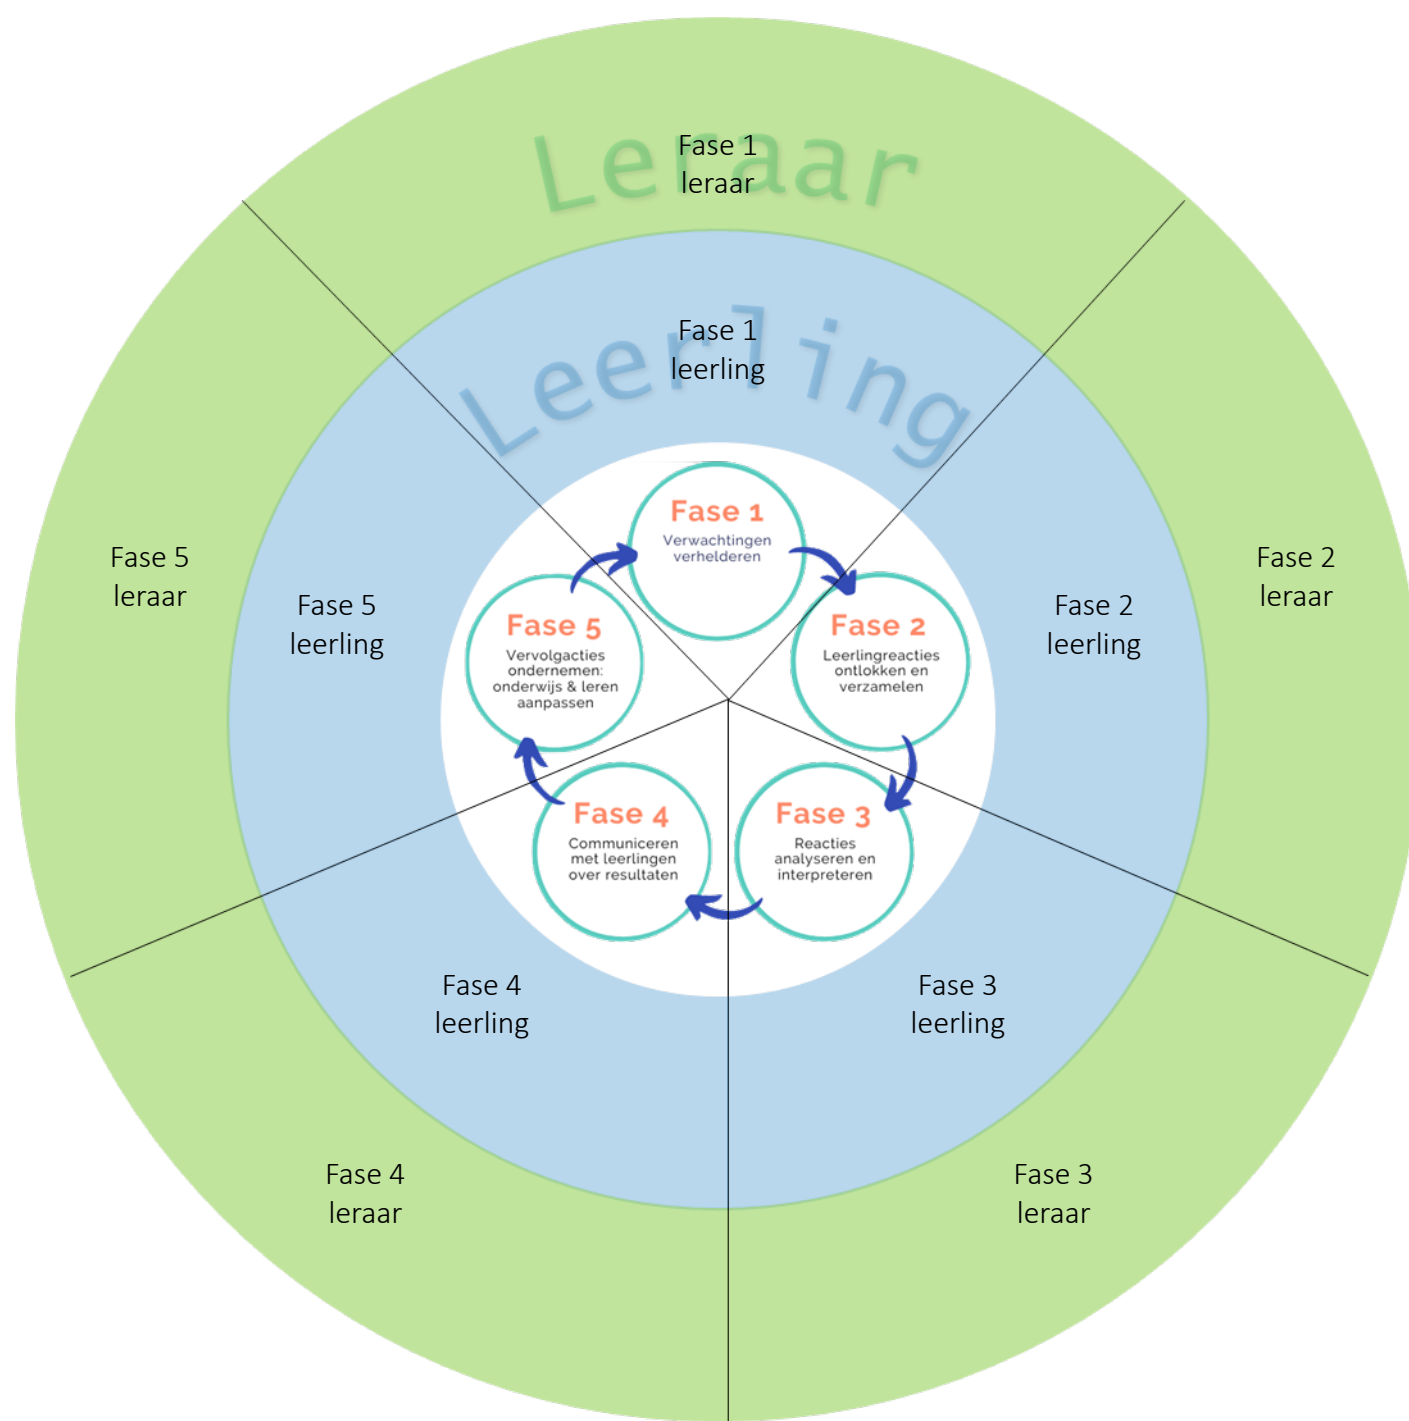 Leraar
Fase 1
leraar
Leerling
Fase 1
leerling
Fase 1
Verwachtingen
verhelderen
Fase 2
Leerlingreacties
ontlokken en
verzamelen
Fase 3
Reacties
analyseren en
interpreteren
Fase 4
Communiceren
met leerlingen
over resultaten
Fase 5
Vervolgacties
ondernemen:
onderwijs & leren
aanpassen
Fase 2
leerling
Fase 2
leraar
Fase 3
leerling
Fase 3
leraar
Fase 4
leerling
Fase 4
leraar
Fase 5
leerling
Fase 5
leraar